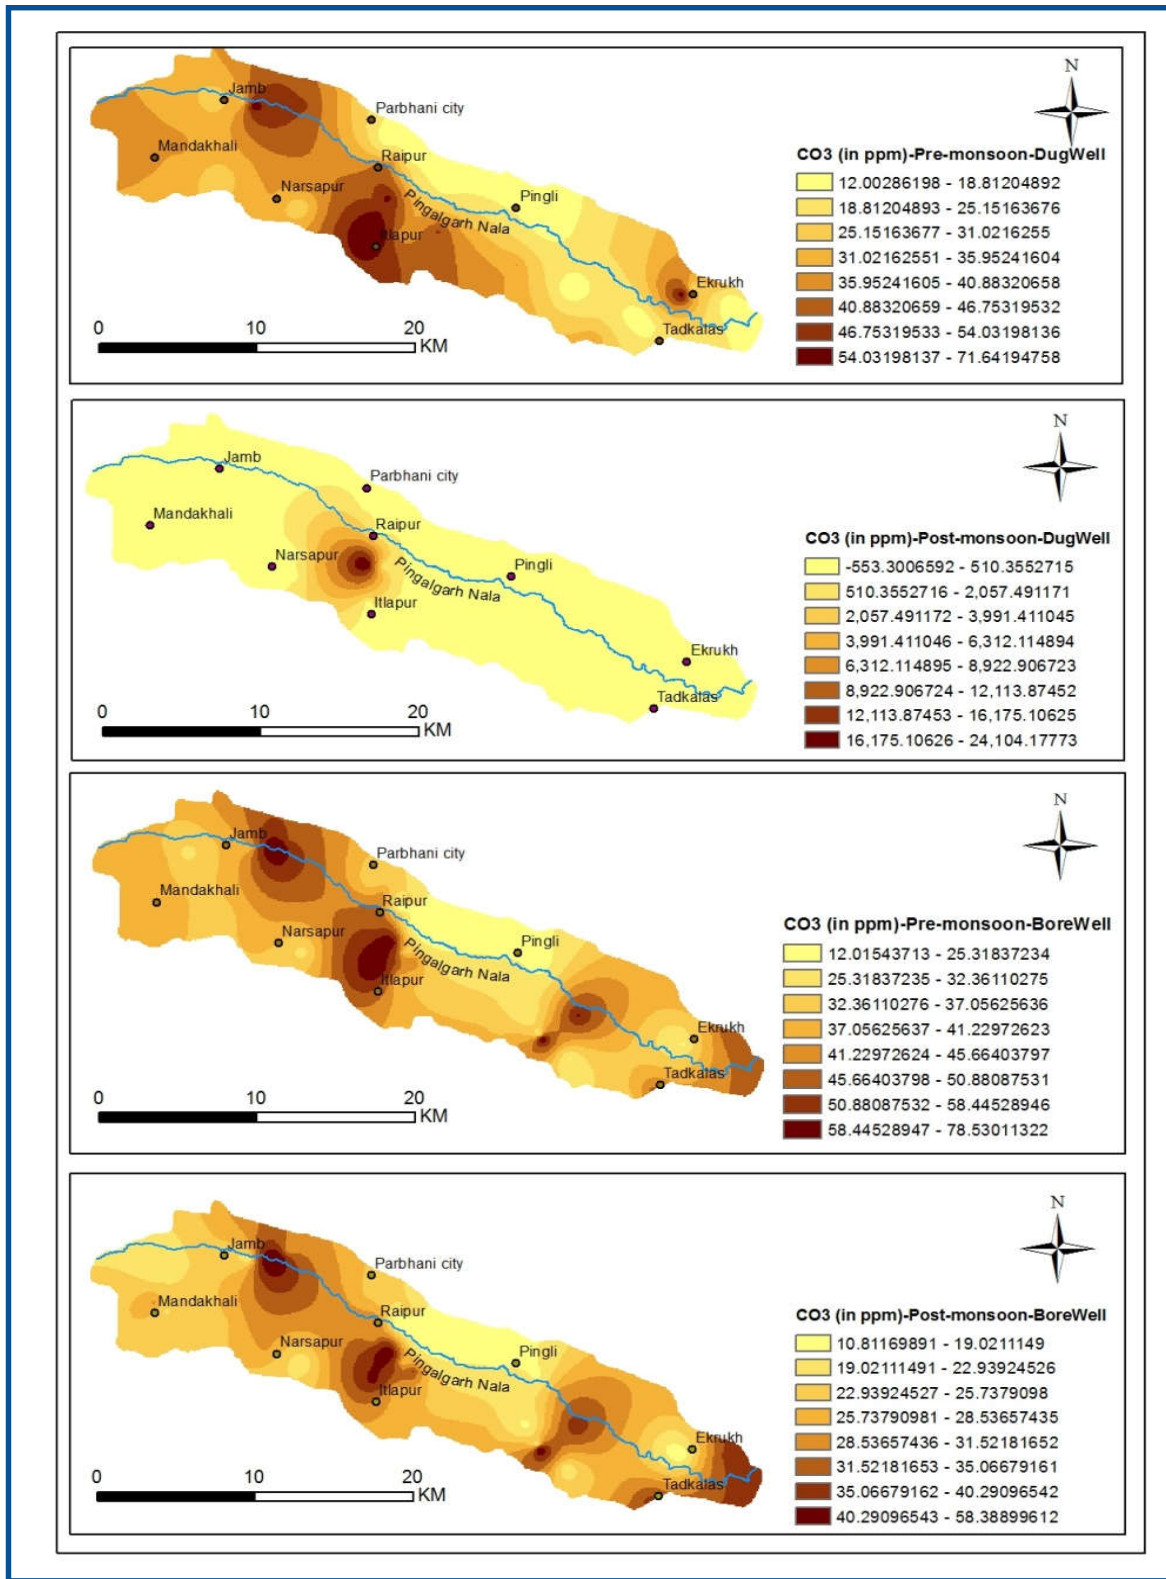 N
Jamb
Parbhani city
Mandakhali
Raipur
Narsapur
Pingli
Pingalgarh Nala
Itlapur
Ekrukh
Tadkalas
0 10 20
KM
CO3 (in ppm)-Pre-monsoon-DugWell
12.00286198 - 18.81204892
18.81204893 - 25.15163676
25.15163677 - 31.0216255
31.02162551 - 35.95241604
35.95241605 - 40.88320658
40.88320659 - 46.75319532
46.75319533 - 54.03198136
54.03198137 - 71.64194758
N
Jamb
Parbhani city
Mandakhali
Raipur
Narsapur
Pingli
Pingalgarh Nala
Itlapur
Ekrukh
Tadkalas
0 10 20
KM
CO3 (in ppm)-Post-monsoon-DugWell
-553.3006592 - 510.3552715
510.3552716 - 2,057.491171
2,057.491172 - 3,991.411045
3,991.411046 - 6,312.114894
6,312.114895 - 8,922.906723
8,922.906724 - 12,113.87452
12,113.87453 - 16,175.10625
16,175.10626 - 24,104.17773
N
Jamb
Parbhani city
Mandakhali
Raipur
Narsapur
Pingli
Pingalgarh Nala
Itlapur
Ekrukh
Tadkalas
0 10 20
KM
CO3 (in ppm)-Pre-monsoon-BoreWell
12.01543713 - 25.31837234
25.31837235 - 32.36110275
32.36110276 - 37.05625636
37.05625637 - 41.22972623
41.22972624 - 45.66403797
45.66403798 - 50.88087531
50.88087532 - 58.44528946
58.44528947 - 78.53011322
N
Jamb
Parbhani city
Mandakhali
Raipur
Narsapur
Pingli
Pingalgarh Nala
Itlapur
Ekrukh
Tadkalas
0 10 20
KM
CO3 (in ppm)-Post-monsoon-BoreWell
10.81169891 - 19.0211149
19.02111491 - 22.93924526
22.93924527 - 25.7379098
25.73790981 - 28.53657435
28.53657436 - 31.52181652
31.52181653 - 35.06679161
35.06679162 - 40.29096542
40.29096543 - 58.38899612